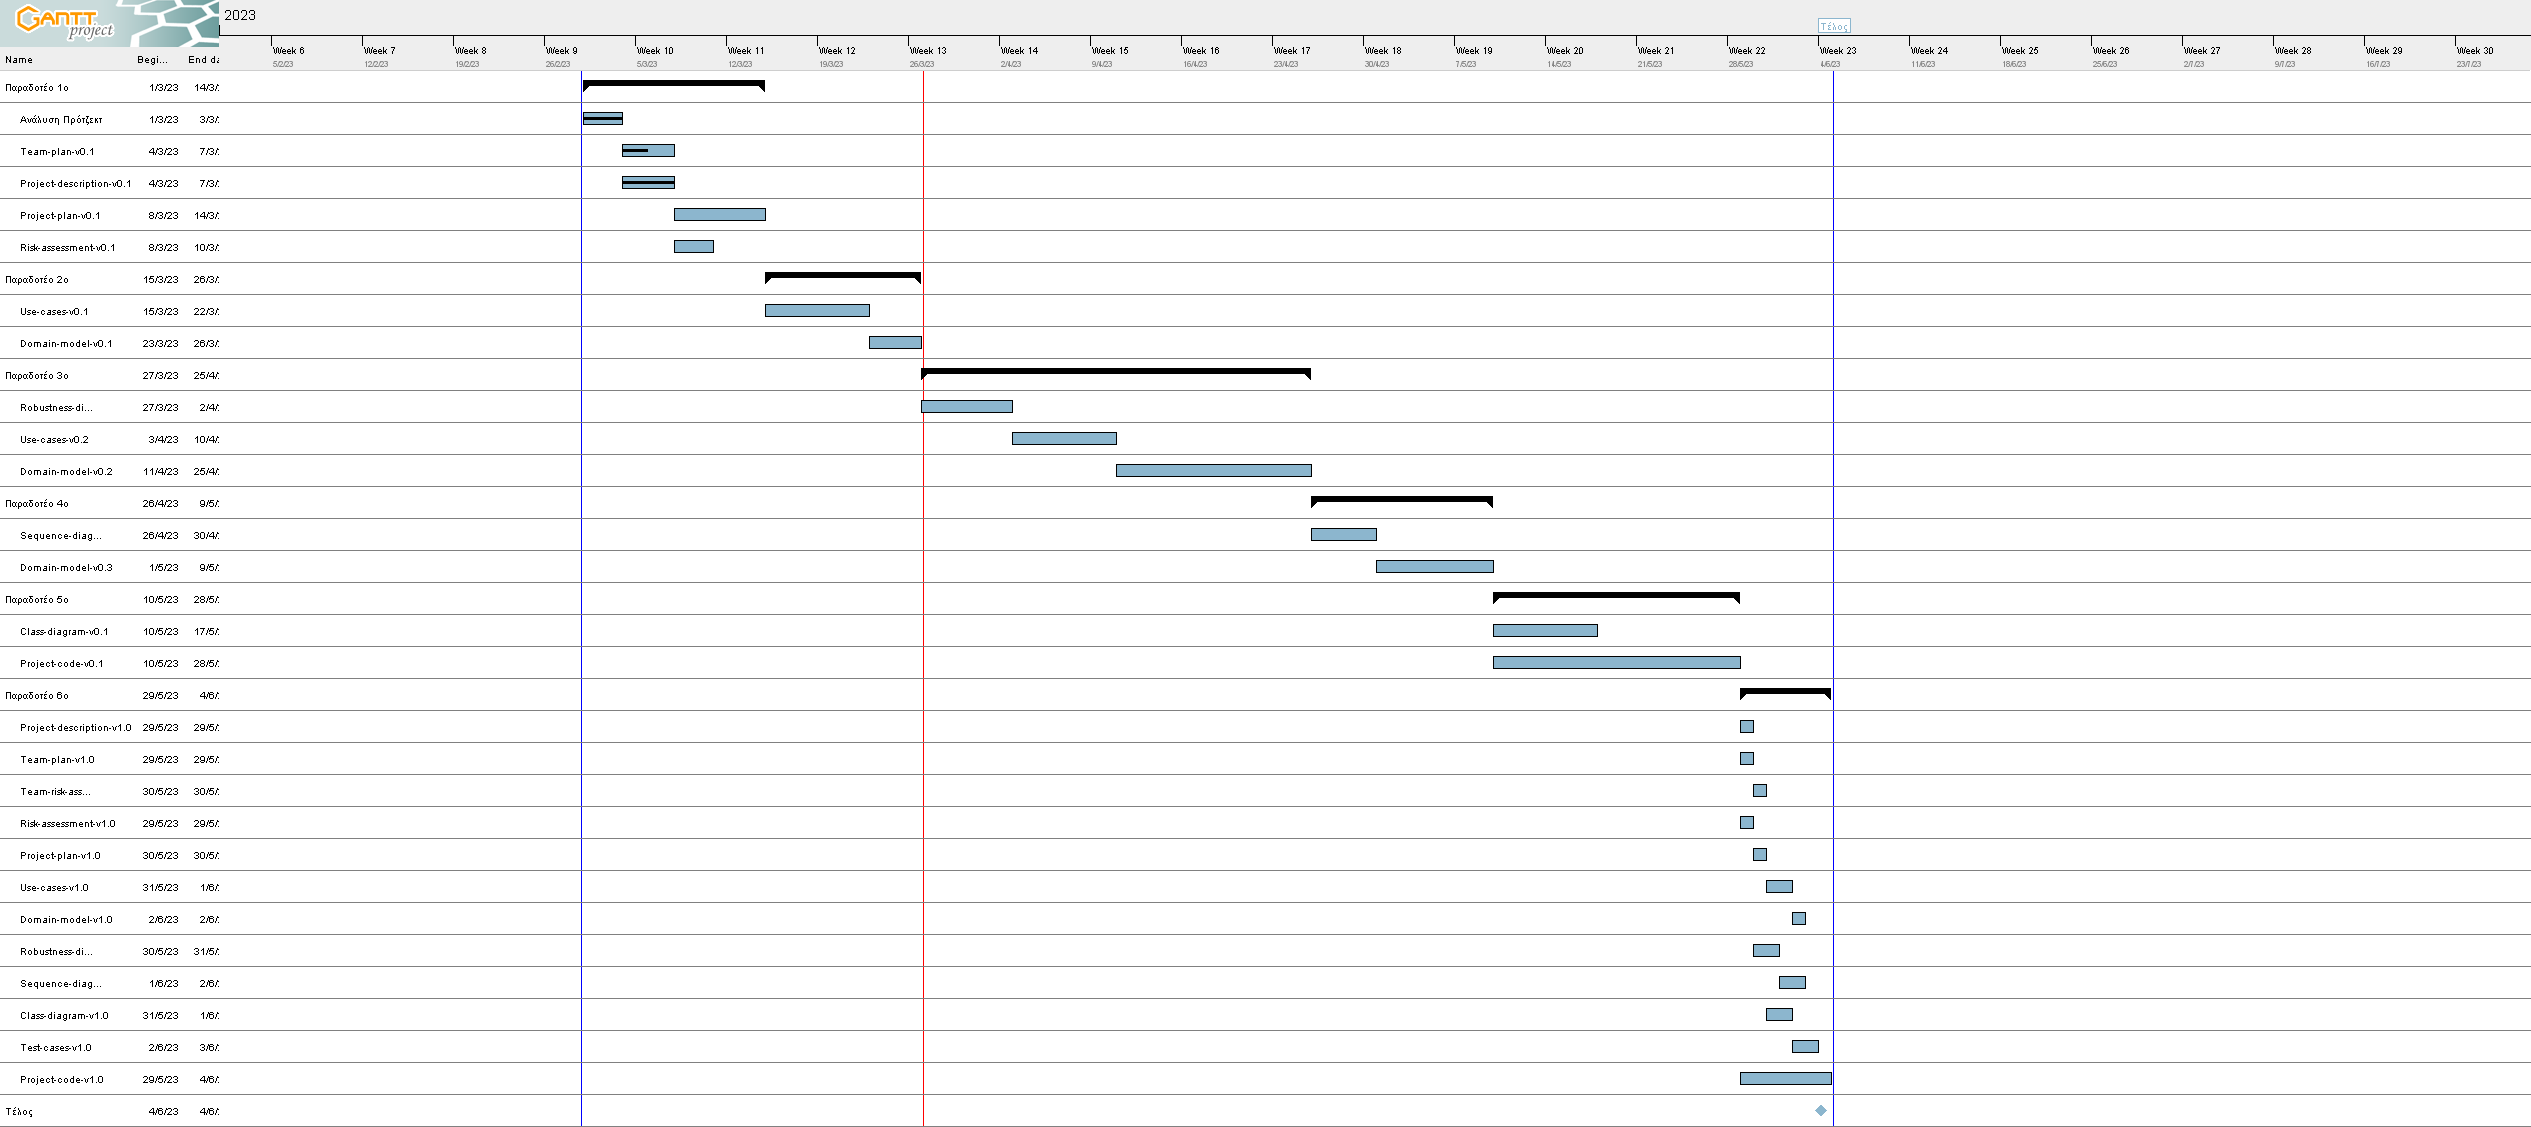 GANTT project
2023
Τέλος
Name Begi... End da
Week 6 Week 7 Week 8 Week 9 Week 10 Week 11 Week 12 Week 13 Week 14 Week 15 Week 16 Week 17 Week 18 Week 19 Week 20 Week 21 Week 22 Week 23 Week 24 Week 25 Week 26 Week 27 Week 28 Week 29 Week 30
5/2/23 12/2/23 19/2/23 26/2/23 5/3/23 12/3/23 19/3/23 26/3/23 2/4/23 9/4/23 16/4/23 23/4/23 30/4/23 7/5/23 14/5/23 21/5/23 28/5/23 4/6/23 11/6/23 18/6/23 25/6/23 2/7/23 9/7/23 16/7/23 23/7/23
Παραδοτέο 1ο 1/3/23 14/3/
Ανάλυση Πρότζεκτ 1/3/23 3/3/
Team-plan-v0.1 4/3/23 7/3/
Project-description-v0.1 4/3/23 7/3/
Project-plan-v0.1 8/3/23 14/3/
Risk-assessment-v0.1 8/3/23 10/3/
Παραδοτέο 2ο 15/3/23 26/3/
Use-cases-v0.1 15/3/23 22/3/
Domain-model-v0.1 23/3/23 26/3/
Παραδοτέο 3ο 27/3/23 25/4/
Robustness-di... 27/3/23 2/4/
Use-cases-v0.2 3/4/23 10/4/
Domain-model-v0.2 11/4/23 25/4/
Παραδοτέο 4ο 26/4/23 9/5/
Sequence-diag... 26/4/23 30/4/
Domain-model-v0.3 1/5/23 9/5/
Παραδοτέο 5ο 10/5/23 28/5/
Class-diagram-v0.1 10/5/23 17/5/
Project-code-v0.1 10/5/23 28/5/
Παραδοτέο 6ο 29/5/23 4/6/
Project-description-v1.0 29/5/23 29/5/
Team-plan-v1.0 29/5/23 29/5/
Team-risk-ass... 30/5/23 30/5/
Risk-assessment-v1.0 29/5/23 29/5/
Project-plan-v1.0 30/5/23 30/5/
Use-cases-v1.0 31/5/23 1/6/
Domain-model-v1.0 2/6/23 2/6/
Robustness-di... 30/5/23 31/5/
Sequence-diag... 1/6/23 2/6/
Class-diagram-v1.0 31/5/23 1/6/
Test-cases-v1.0 2/6/23 3/6/
Project-code-v1.0 29/5/23 4/6/
Τέλος 4/6/23 4/6/